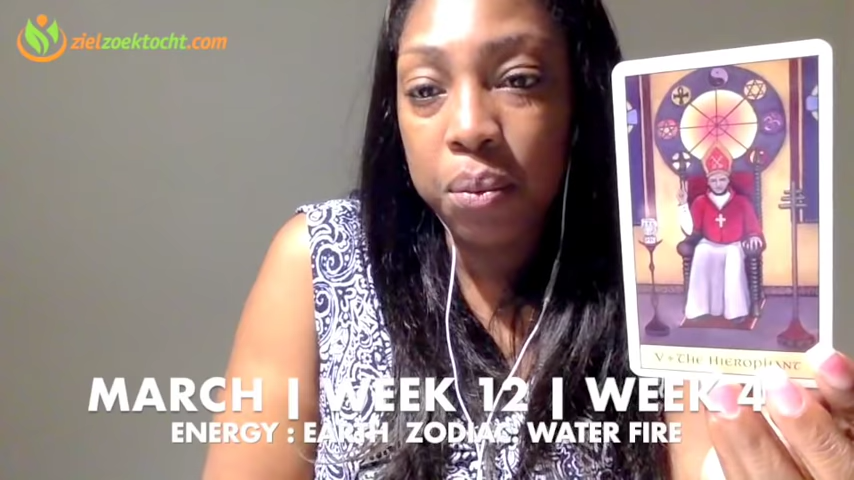 zielzoektocht.com
V • THE HIEROPHANT
MARCH | WEEK 12 | WEEK 4
ENERGY : EARTH ZODIAC WATER FIRE